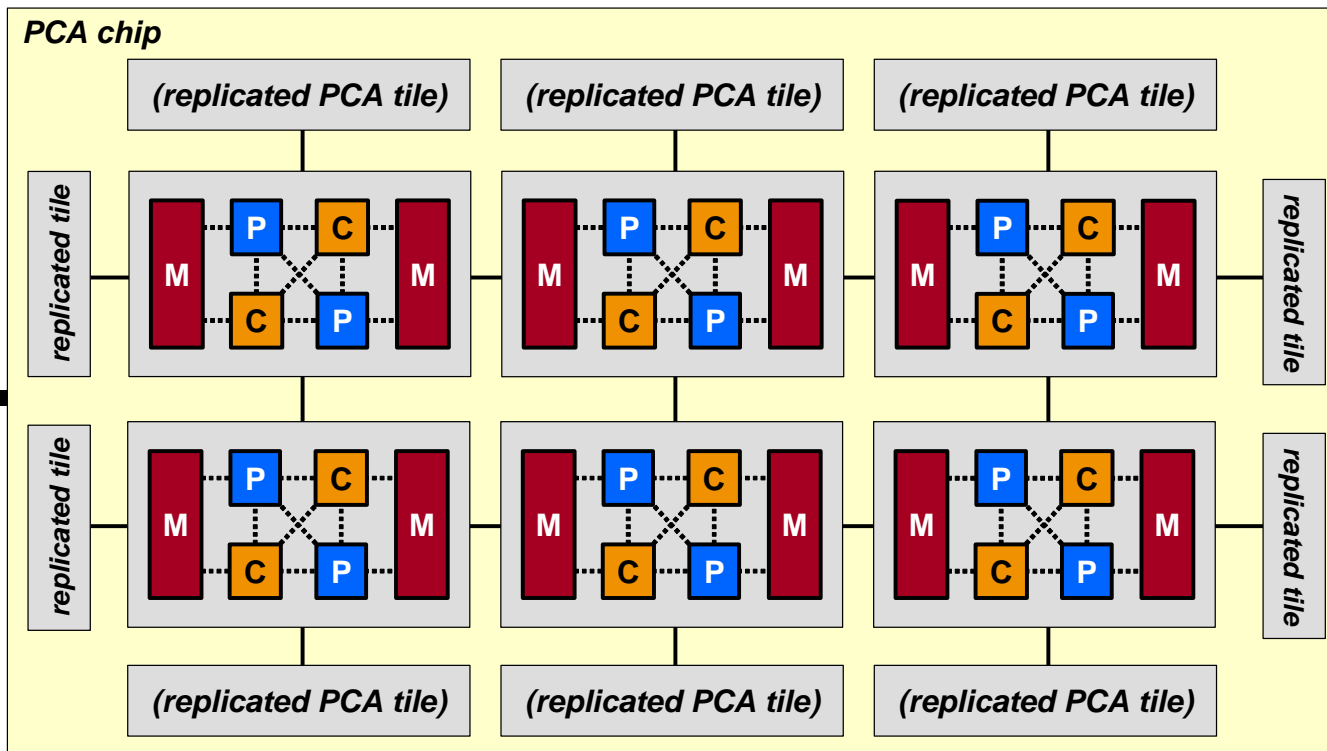 PCA chip
(replicated PCA tile) (replicated PCA tile) (replicated PCA tile)
replicated tile
M P C M
C P
M P C M
C P
M P C M
C P
replicated tile
replicated tile
M P C M
C P
M P C M
C P
M P C M
C P
replicated tile
(replicated PCA tile) (replicated PCA tile) (replicated PCA tile)